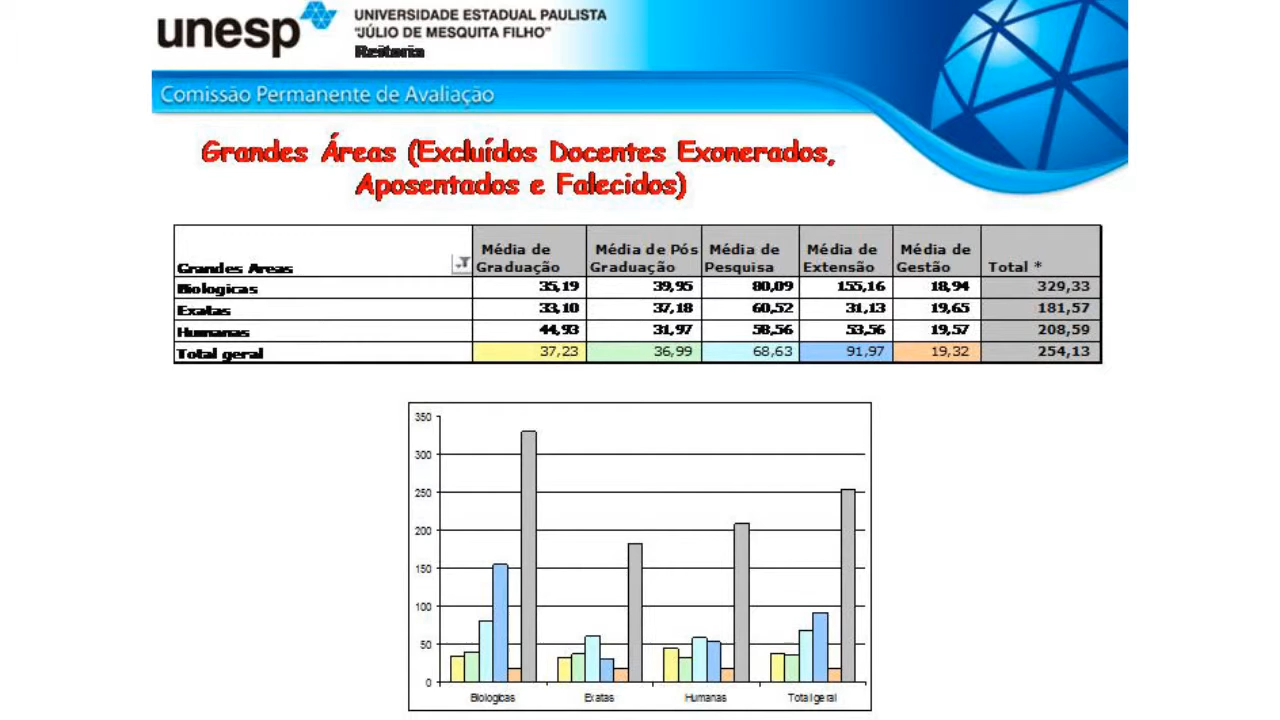 unesp
UNIVERSIDADE ESTADUAL PAULISTA
"JÚLIO DE MESQUITA FILHO"
Reitoria
Comissão Permanente de Avaliação
Grandes Áreas (Excluídos Docentes Exonerados,
Aposentados e Falecidos)
Grandes Areas Média de Graduação Média de Pós Graduação Média de Pesquisa Média de Extensão Média de Gestão Total *
Biologicas 35,19 39,95 80,09 155,16 18,94 329,33
Exatas 33,10 37,18 60,52 31,13 19,65 181,57
Humanas 44,93 31,97 58,56 53,56 19,57 208,59
Total geral 37,23 36,99 68,63 91,97 19,32 254,13
350
300
250
200
150
100
50
0
Biologicas Exatas Humanas Total geral